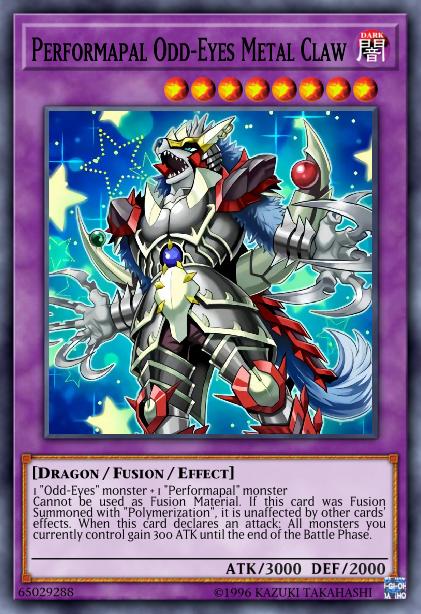 Performapal Odd-Eyes Metal Claw
DARK
闇
[Dragon / Fusion / Effect]
1 "Odd-Eyes" monster + 1 "Performapal" monster
Cannot be used as Fusion Material. If this card was Fusion
Summoned with "Polymerization", it is unaffected by other cards'
effects. When this card declares an attack: All monsters you
currently control gain 300 ATK until the end of the Battle Phase.
ATK/3000 DEF/2000
65029288
©1996 KAZUKI TAKAHASHI